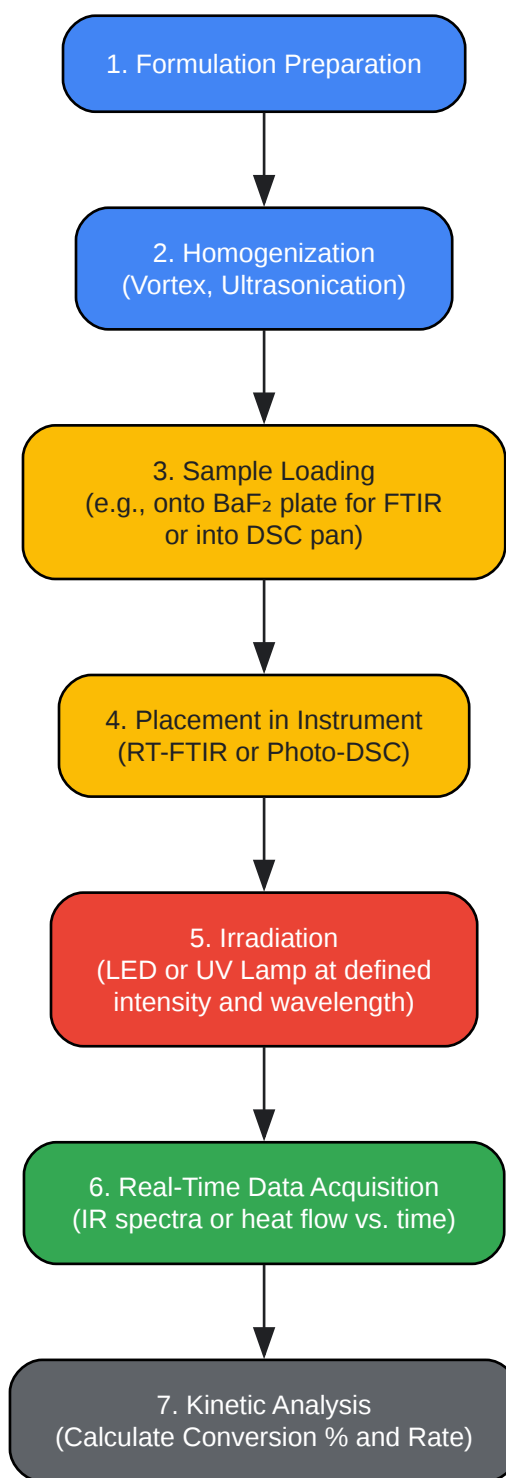 1. Formulation Preparation
2. Homogenization
(Vortex, Ultrasonication)
3. Sample Loading
(e.g., onto BaF₂ plate for FTIR
or into DSC pan)
4. Placement in Instrument
(RT-FTIR or Photo-DSC)
5. Irradiation
(LED or UV Lamp at defined
intensity and wavelength)
6. Real-Time Data Acquisition
(IR spectra or heat flow vs. time)
7. Kinetic Analysis
(Calculate Conversion % and Rate)